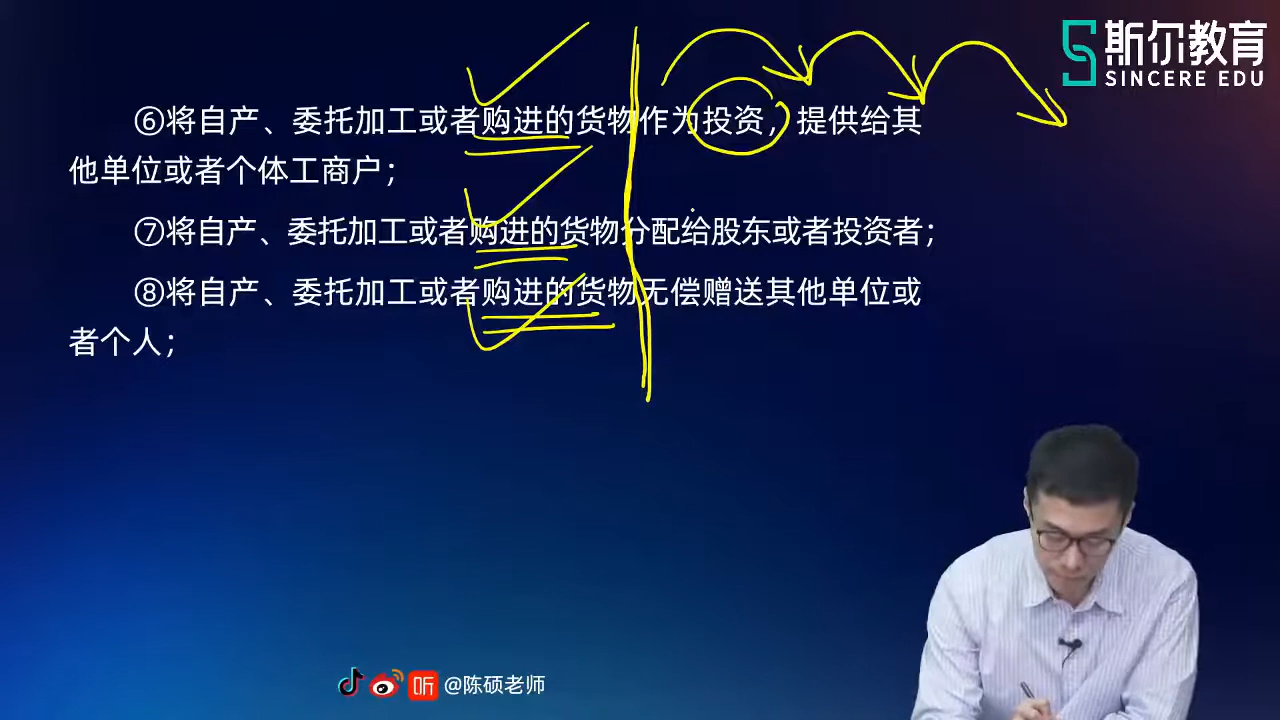 斯尔教育
SINCERE EDU
⑥将自产、委托加工或者购进的货物作为投资，提供给其
他单位或者个体工商户；
⑦将自产、委托加工或者购进的货物分配给股东或者投资者；
⑧将自产、委托加工或者购进的货物无偿赠送其他单位或
者个人；
听 @陈硕老师